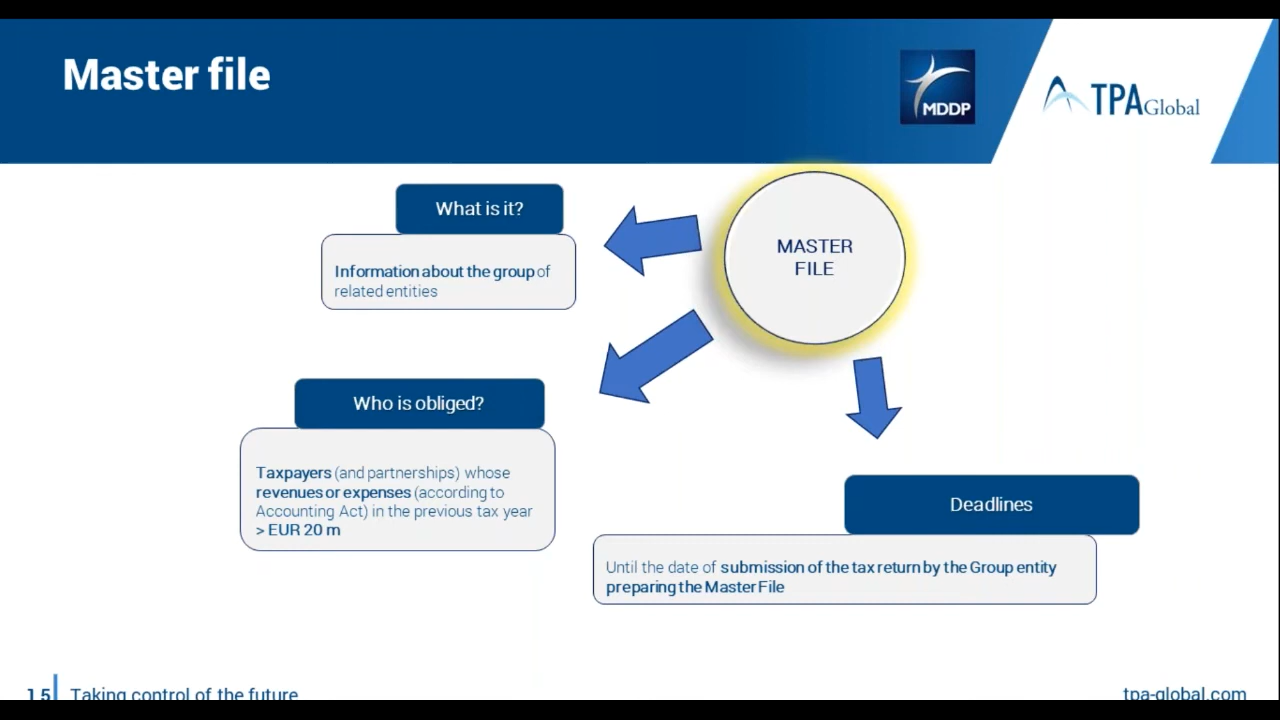 Master file
MDDP
TPA Global
What is it?
Information about the group of
related entities
MASTER
FILE
Who is obliged?
Taxpayers (and partnerships) whose
revenues or expenses (according to
Accounting Act) in the previous tax year
> EUR 20 m
Deadlines
Until the date of submission of the tax return by the Group entity
preparing the Master File
15
Taking control of the future
tpa-global.com